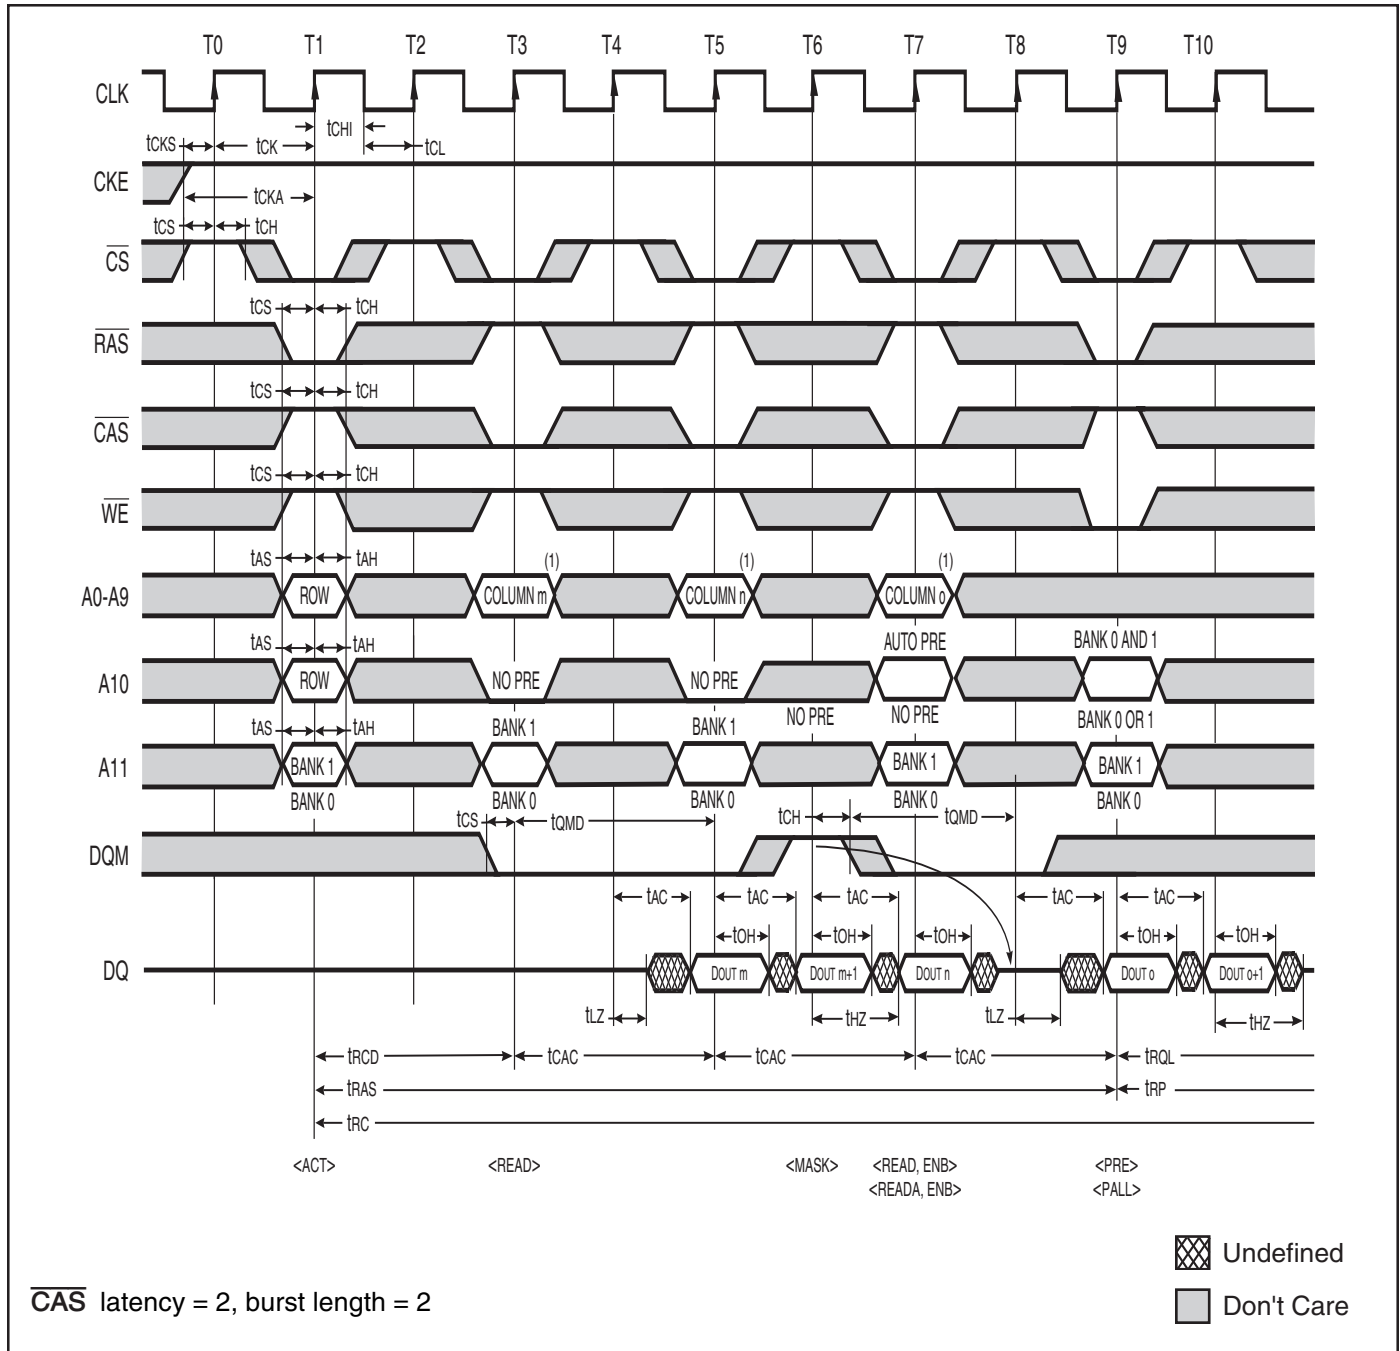 T0 T1 T2 T3 T4 T5 T6 T7 T8 T9 T10
CLK
tCHI
tCKS tCK tCL
CKE
tCKA
tCS tCH
CS
tCS tCH
RAS
tCS tCH
CAS
tCS tCH
WE
tAS tAH (1) (1) (1)
A0-A9 ROW COLUMN m COLUMN n COLUMN o
tAS tAH AUTO PRE BANK 0 AND 1
A10 ROW NO PRE NO PRE
NO PRE NO PRE BANK 0 OR 1
tAS tAH BANK 1 BANK 1
A11 BANK 1 BANK 1 BANK 1
BANK 0 BANK 0 BANK 0 BANK 0 BANK 0
tCS tQMD tCH tQMD
DQM
tAC tAC tAC tAC tAC
tOH tOH tOH tOH tOH
DQ DOUT m DOUT m+1 DOUT n DOUT o DOUT o+1
tLZ tHZ tLZ tHZ
tRCD tCAC tCAC tCAC tRQL
tRAS tRP
tRC
<ACT> <READ> <MASK> <READ, ENB> <PRE>
<READA, ENB> <PALL>
Undefined
CAS latency = 2, burst length = 2
Don't Care